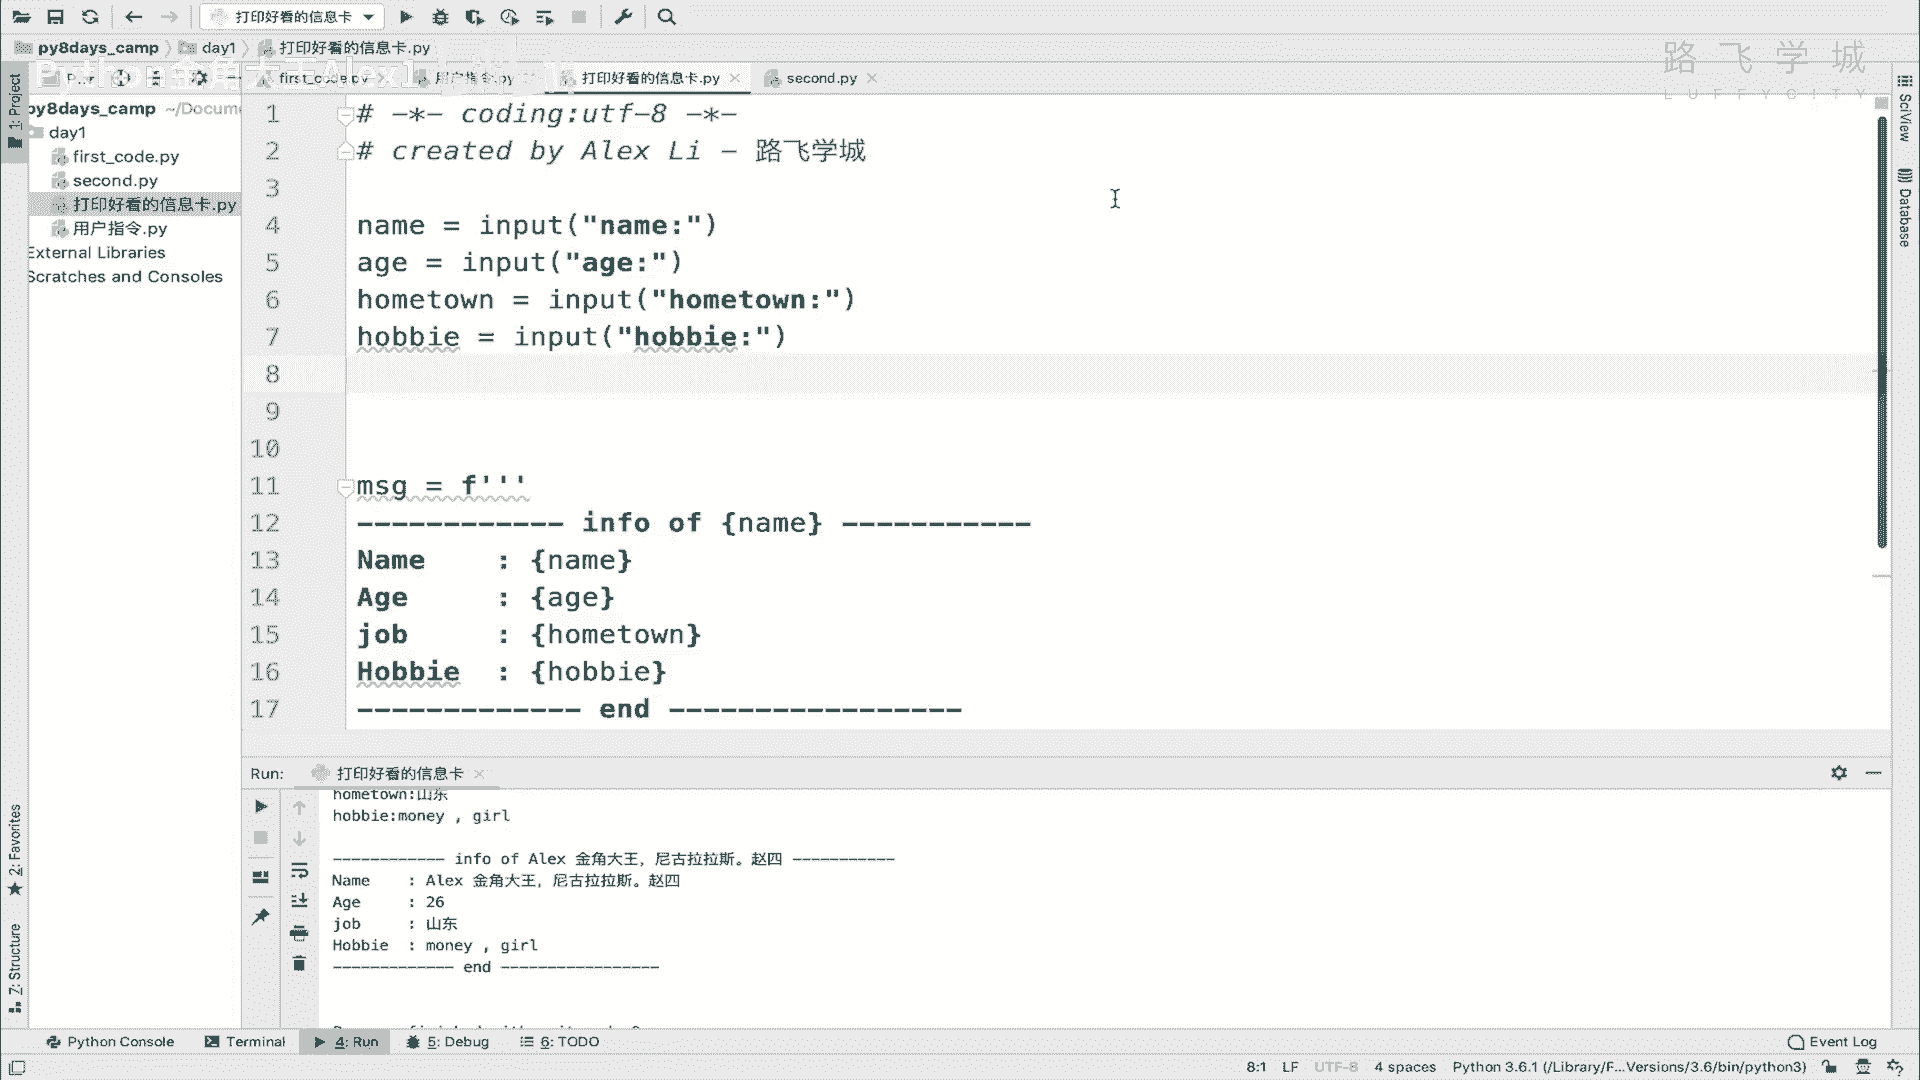 打印好看的信息卡
py8days_camp
day1
打印好看的信息卡.py
路飞学城
LUFFYCITY
Python金角大王Alex1
P...
first_code.py
用户指令.py
打印好看的信息卡.py
second.py
1: Project
py8days_camp ~/Docum
day1
first_code.py
second.py
打印好看的信息卡.py
用户指令.py
External Libraries
Scratches and Consoles
SciView
Database
1 # -*- coding:utf-8 -*-
2 # created by Alex Li - 路飞学城
3
4 name = input("name:")
5 age = input("age:")
6 hometown = input("hometown:")
7 hobbie = input("hobbie:")
8
9
10
11 msg = f'''
12 ------------ info of {name} -----------
13 Name    : {name}
14 Age     : {age}
15 job     : {hometown}
16 Hobbie  : {hobbie}
17 ------------- end -----------------
Run: 打印好看的信息卡
hometown:山东
hobbie:money , girl
------------ info of Alex 金角大王，尼古拉拉斯。赵四 -----------
Name    : Alex 金角大王，尼古拉拉斯。赵四
Age     : 26
job     : 山东
Hobbie  : money , girl
------------- end -----------------
2: Favorites
7: Structure
Python Console
Terminal
4: Run
5: Debug
6: TODO
Event Log
8:1 LF UTF-8 4 spaces Python 3.6.1 (/Library/F...Versions/3.6/bin/python3)